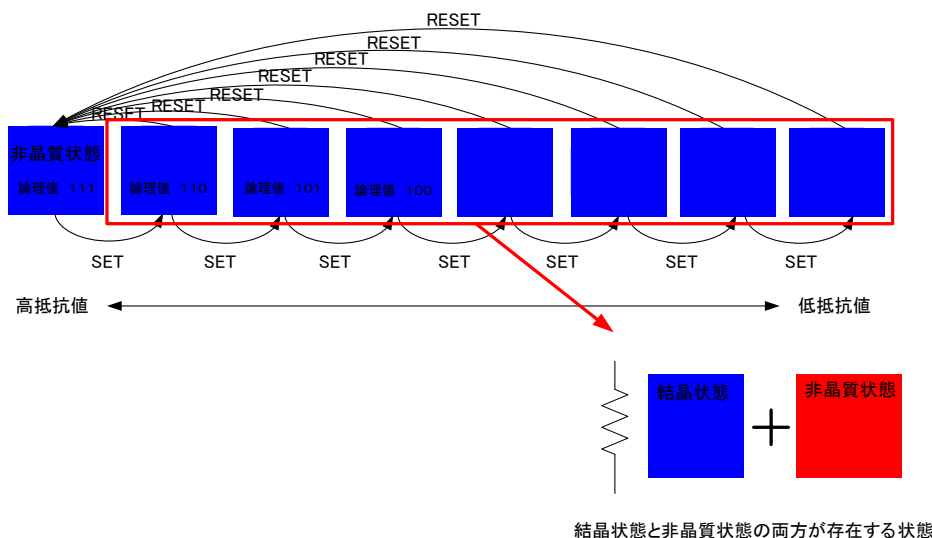 RESET
RESET
RESET
RESET
RESET
RESET
RESET
非晶質状態
論理値 111
論理値 110
論理値 101
論理値 100
SET
SET
SET
SET
SET
SET
SET
高抵抗値
低抵抗値
結晶状態
非晶質状態
結晶状態と非晶質状態の両方が存在する状態